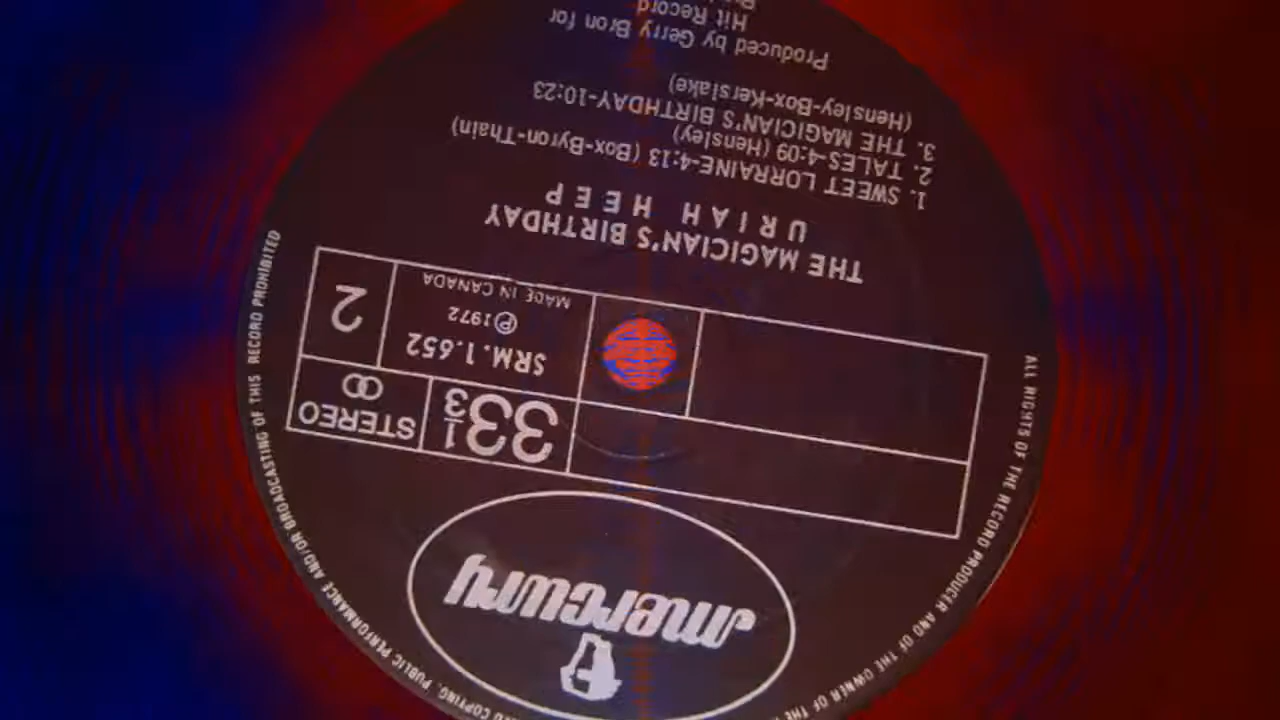 mercury
STEREO
33 1/3
2
SRM.1.652
℗1972
MADE IN CANADA
THE MAGICIAN'S BIRTHDAY
URIAH HEEP
1. SWEET LORRAINE-4:13 (Box-Byron-Thain)
2. TALES-4:09 (Hensley)
3. THE MAGICIAN'S BIRTHDAY-10:23
(Hensley-Box-Kerslake)
Produced by Gerry Bron for
Hit Record
ALL RIGHTS OF THE RECORD PRODUCER AND OF THE OWNER OF THE
COPYING, PUBLIC PERFORMANCE AND/OR BROADCASTING OF THIS RECORD PROHIBITED